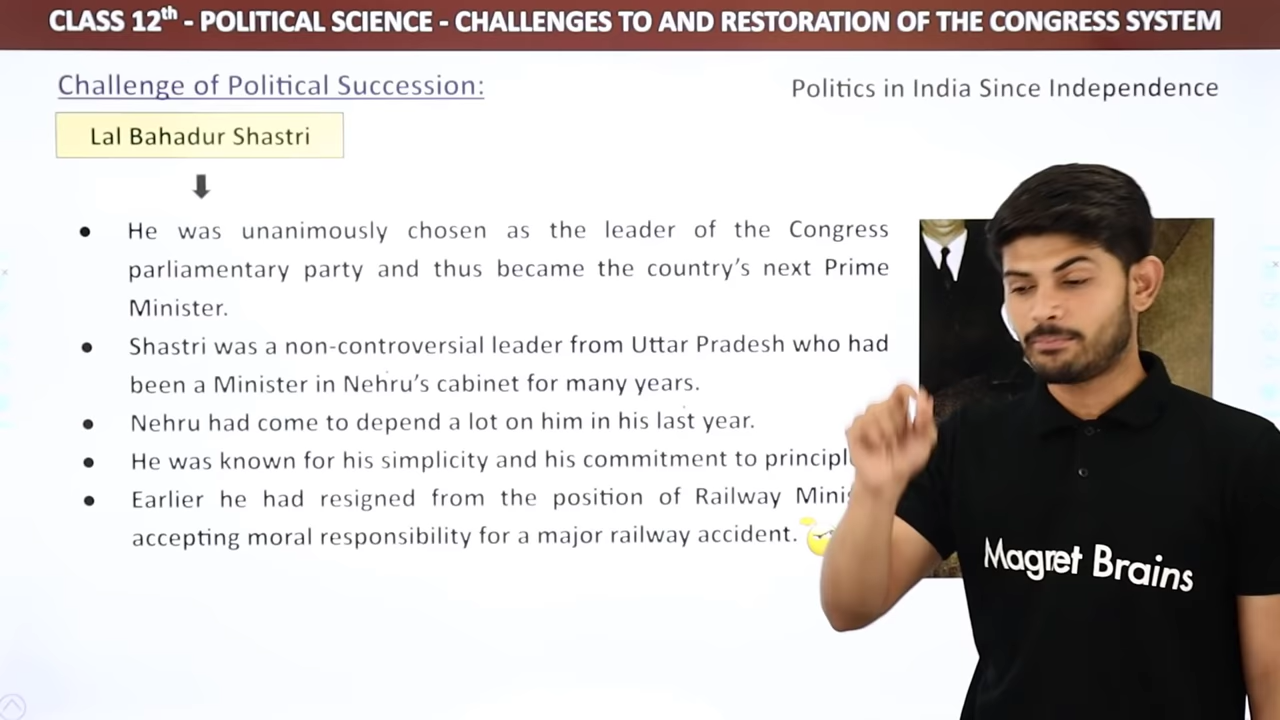 CLASS 12th - POLITICAL SCIENCE - CHALLENGES TO AND RESTORATION OF THE CONGRESS SYSTEM
Challenge of Political Succession:
Politics in India Since Independence
Lal Bahadur Shastri
He was unanimously chosen as the leader of the Congress
parliamentary party and thus became the country's next Prime
Minister.
Shastri was a non-controversial leader from Uttar Pradesh who had
been a Minister in Nehru's cabinet for many years.
Nehru had come to depend a lot on him in his last year.
He was known for his simplicity and his commitment to
Earlier he had resigned from the position of Railway
accepting moral responsibility for a major railway accident.
Magnet Brains